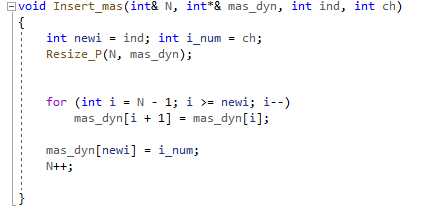 void Insert_mas(int& N, int*& mas_dyn, int ind, int ch)
{
int newi = ind; int i_num = ch;
Resize_P(N, mas_dyn);
for (int i = N - 1; i >= newi; i--)
mas_dyn[i + 1] = mas_dyn[i];
mas_dyn[newi] = i_num;
N++;
}